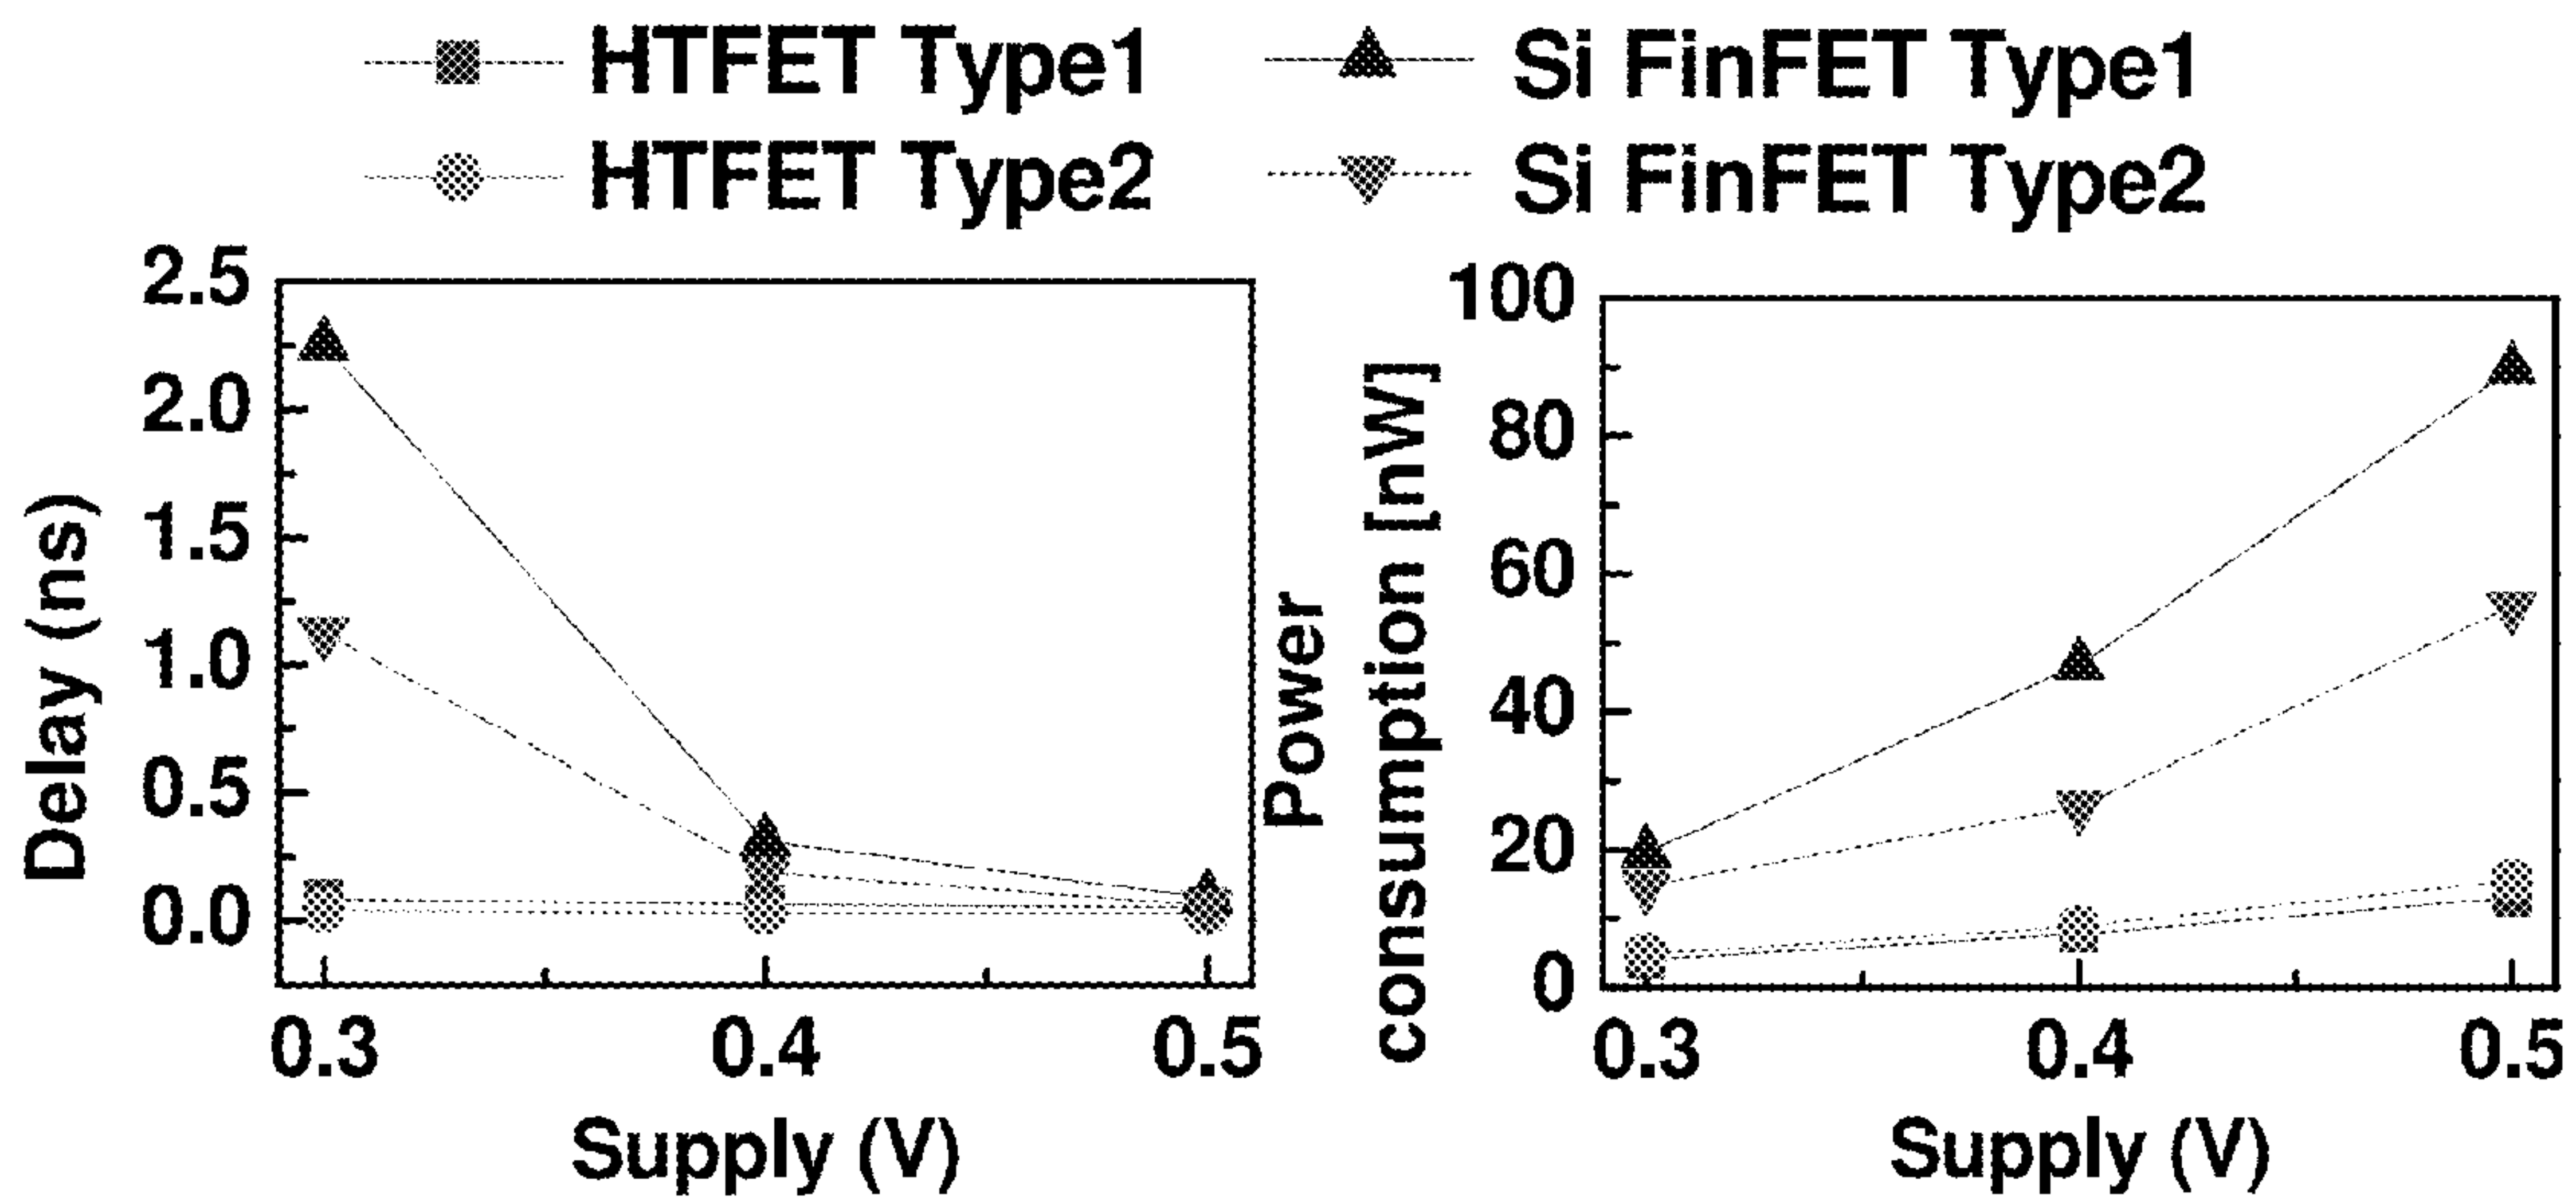 HTFET Type1
Si FinFET Type1
HTFET Type2
Si FinFET Type2
Delay (ns)
2.5
2.0
1.5
1.0
0.5
0.0
0.3 0.4 0.5
Supply (V)
Power
consumption [nW]
100
80
60
40
20
0
0.3 0.4 0.5
Supply (V)